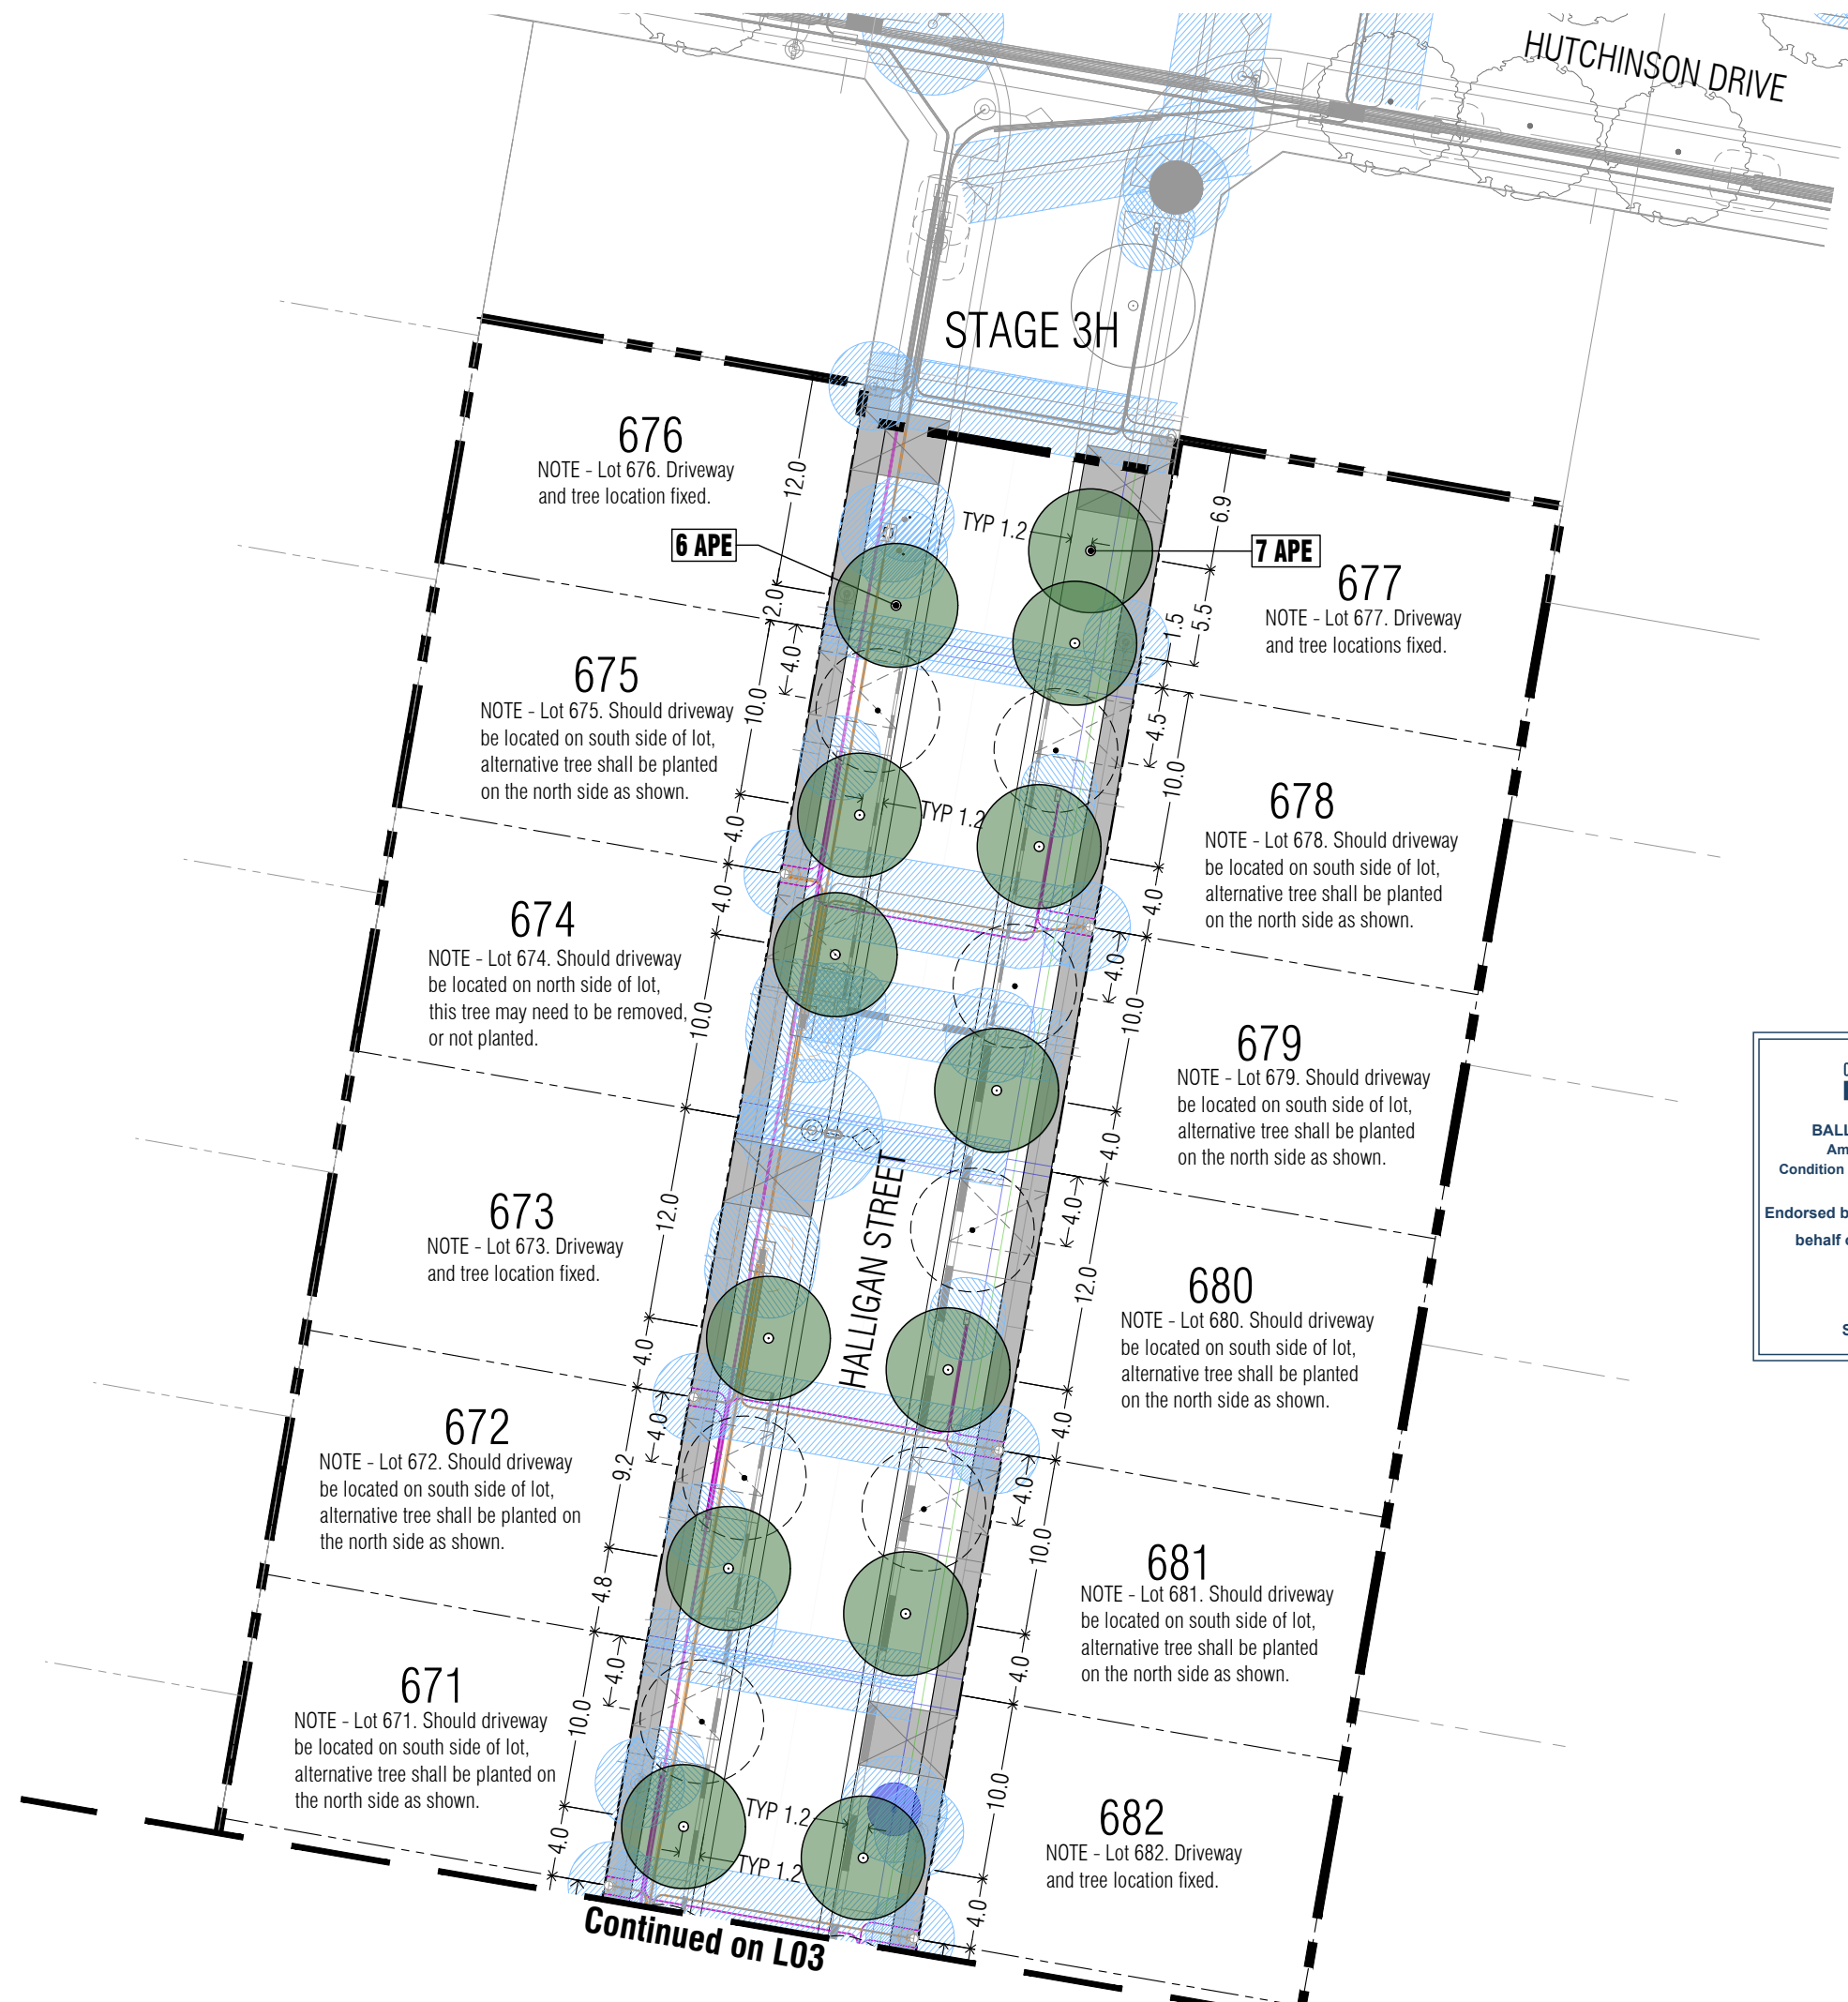 HUTCHINSON DRIVE
STAGE 3H
676
NOTE - Lot 676. Driveway
and tree location fixed.
12.0
6 APE
2.0
TYP 1.2
6.9
7 APE
677
NOTE - Lot 677. Driveway
and tree locations fixed.
1.5
5.5
675
NOTE - Lot 675. Should driveway
be located on south side of lot,
alternative tree shall be planted
on the north side as shown.
4.0
10.0
4.0
TYP 1.2
4.5
10.0
4.0
678
NOTE - Lot 678. Should driveway
be located on south side of lot,
alternative tree shall be planted
on the north side as shown.
674
NOTE - Lot 674. Should driveway
be located on north side of lot,
this tree may need to be removed,
or not planted.
4.0
10.0
4.0
10.0
4.0
679
NOTE - Lot 679. Should driveway
be located on south side of lot,
alternative tree shall be planted
on the north side as shown.
673
NOTE - Lot 673. Driveway
and tree location fixed.
12.0
4.0
HALLIGAN STREET
4.0
12.0
4.0
680
NOTE - Lot 680. Should driveway
be located on south side of lot,
alternative tree shall be planted
on the north side as shown.
672
NOTE - Lot 672. Should driveway
be located on south side of lot,
alternative tree shall be planted on
the north side as shown.
4.0
9.2
4.8
4.0
10.0
4.0
681
NOTE - Lot 681. Should driveway
be located on south side of lot,
alternative tree shall be planted
on the north side as shown.
671
NOTE - Lot 671. Should driveway
be located on south side of lot,
alternative tree shall be planted on
the north side as shown.
4.0
10.0
4.0
TYP 1.2
TYP 1.2
10.0
4.0
682
NOTE - Lot 682. Driveway
and tree location fixed.
Continued on L03
BALL
Am
Condition
Endorsed b
behalf